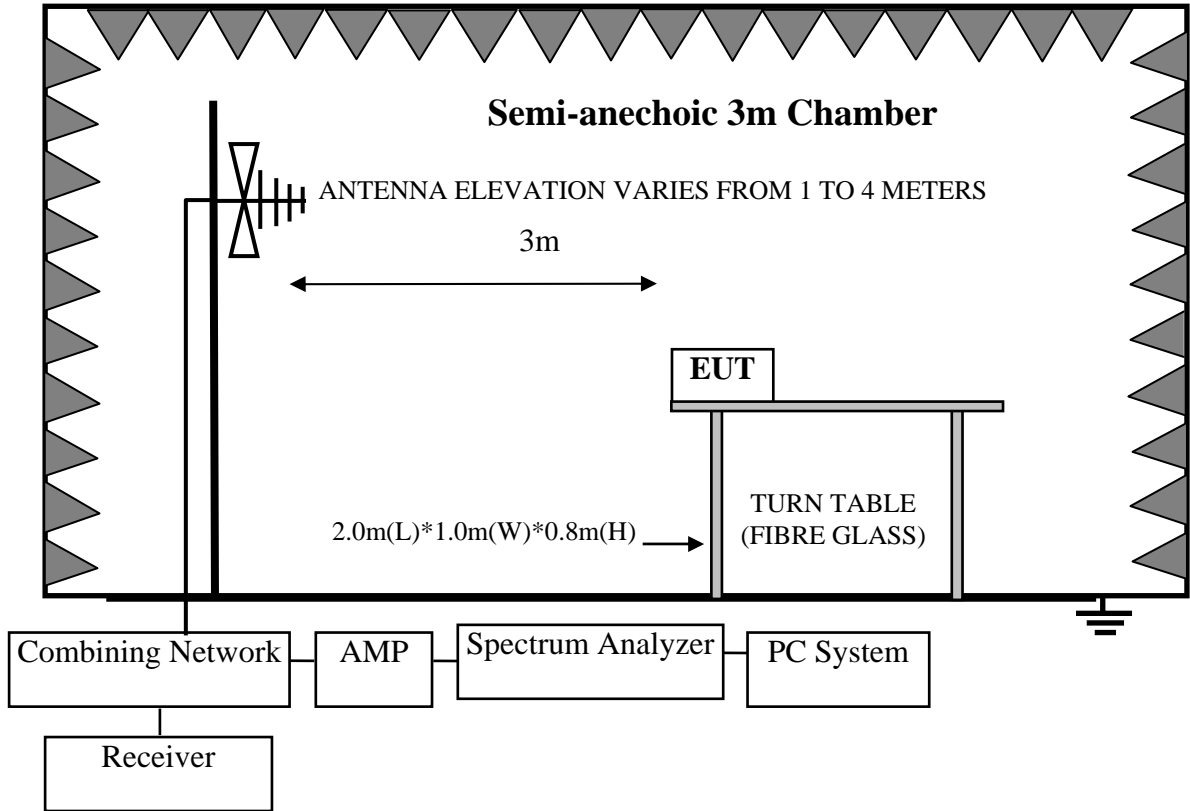 Semi-anechoic 3m Chamber
ANTENNA ELEVATION VARIES FROM 1 TO 4 METERS
3m
EUT
TURN TABLE
(FIBRE GLASS)
2.0m(L)*1.0m(W)*0.8m(H)
Combining Network
AMP
Spectrum Analyzer
PC System
Receiver